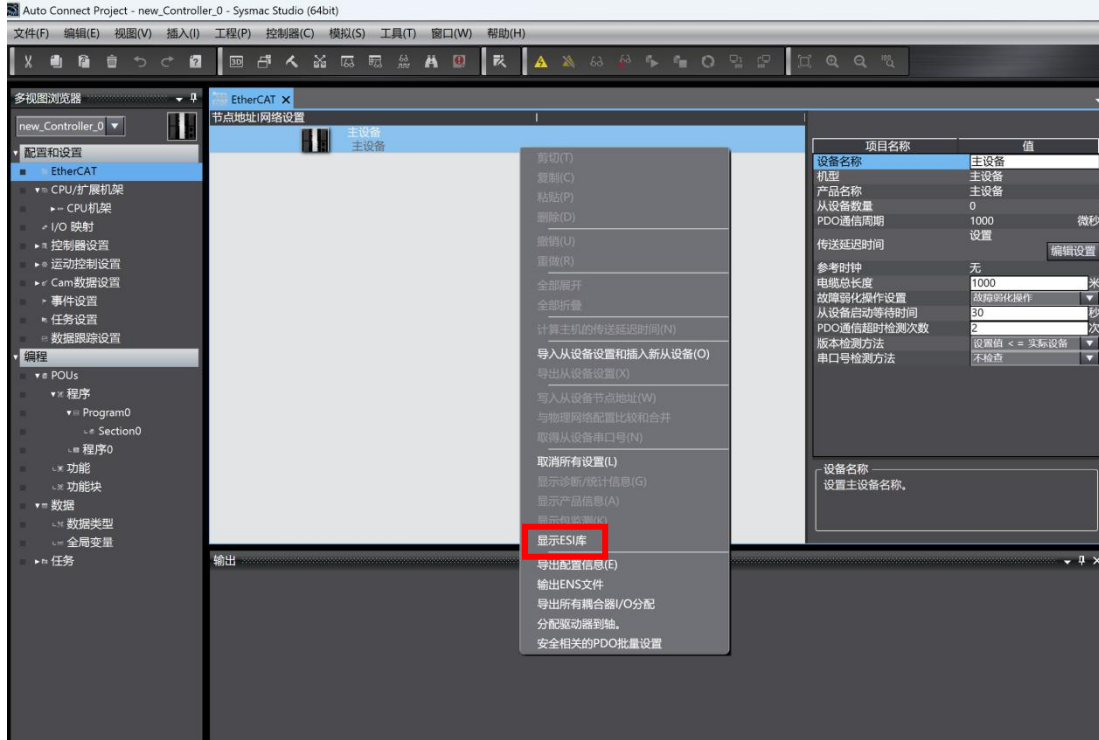 Auto Connect Project - new_Controller_0 - Sysmac Studio (64bit)
文件(F) 编辑(E) 视图(V) 插入(I) 工程(P) 控制器(C) 模拟(S) 工具(T) 窗口(W) 帮助(H)
多视图浏览器
new_Controller_0
配置和设置
EtherCAT
CPU/扩展机架
CPU机架
I/O 映射
控制器设置
运动控制设置
Cam数据设置
事件设置
任务设置
数据跟踪设置
编程
POUs
程序
Program0
Section0
程序0
功能
功能块
数据
数据类型
全局变量
任务
EtherCAT
节点地址|网络设置
主设备
主设备
剪切(T)
复制(C)
粘贴(P)
删除(D)
撤销(U)
重做(R)
全部展开
全部折叠
计算主机的传送延迟时间(N)
导入从设备设置和插入新从设备(O)
导出从设备设置(X)
写入从设备节点地址(W)
与物理网络配置比较和合并
取得从设备串口号(N)
取消所有设置(L)
显示诊断/统计信息(G)
显示产品信息(A)
显示包监测(K)
显示ESI库
导出配置信息(E)
输出ENS文件
导出所有耦合器I/O分配
分配驱动器到轴。
安全相关的PDO批量设置
项目名称 值
设备名称 主设备
机型 主设备
产品名称 主设备
从设备数量 0
PDO通信周期 1000 微秒
传送延迟时间 设置
编辑设置
参考时钟 无
电缆总长度 1000 米
故障弱化操作设置 故障弱化操作
从设备启动等待时间 30 秒
PDO通信超时检测次数 2 次
版本检测方法 设置值 <= 实际设备
串口号检测方法 不检查
设备名称
设置主设备名称。
输出